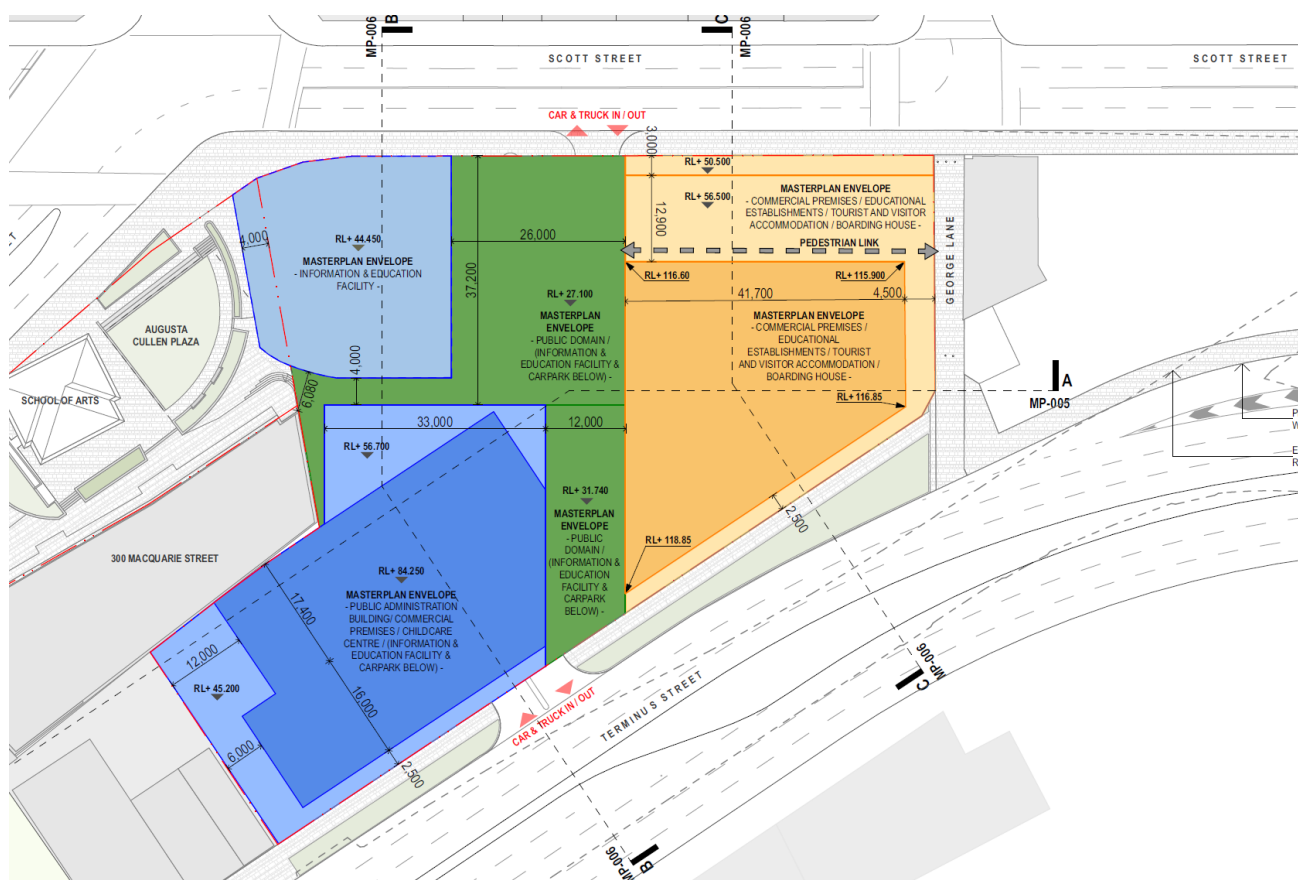 B
MP-006
C
MP-006
SCOTT STREET
SCOTT STREET
CAR & TRUCK IN / OUT
3,000
RL+ 50.500
RL+ 56.500
MASTERPLAN ENVELOPE
- COMMERCIAL PREMISES / EDUCATIONAL
ESTABLISHMENTS / TOURIST AND VISITOR
ACCOMMODATION / BOARDING HOUSE -
12,900
PEDESTRIAN LINK
GEORGE LANE
4,000
RL+ 44.450
MASTERPLAN ENVELOPE
- INFORMATION & EDUCATION
FACILITY -
26,000
37,200
RL+ 116.60
RL+ 115.900
41,700
4,500
RL+ 27.100
MASTERPLAN
ENVELOPE
- PUBLIC DOMAIN /
(INFORMATION &
EDUCATION FACILITY &
CARPARK BELOW) -
MASTERPLAN ENVELOPE
- COMMERCIAL PREMISES /
EDUCATIONAL
ESTABLISHMENTS / TOURIST
AND VISITOR ACCOMMODATION /
BOARDING HOUSE -
AUGUSTA
CULLEN PLAZA
SCHOOL OF ARTS
6,080
4,000
RL+ 116.85
A
MP-005
P
W
E
R
33,000
12,000
RL+ 56.700
RL+ 31.740
MASTERPLAN
ENVELOPE
- PUBLIC
DOMAIN /
(INFORMATION &
EDUCATION
FACILITY &
CARPARK
BELOW) -
2,500
RL+ 118.85
300 MACQUARIE STREET
RL+ 84.250
MASTERPLAN ENVELOPE
- PUBLIC ADMINISTRATION
BUILDING/ COMMERCIAL
PREMISES / CHILDCARE
CENTRE / (INFORMATION &
EDUCATION FACILITY &
CARPARK BELOW) -
17,400
12,000
RL+ 45.200
16,000
6,000
2,500
CAR & TRUCK IN / OUT
TERMINUS STREET
MP-006
C
B
MP-006